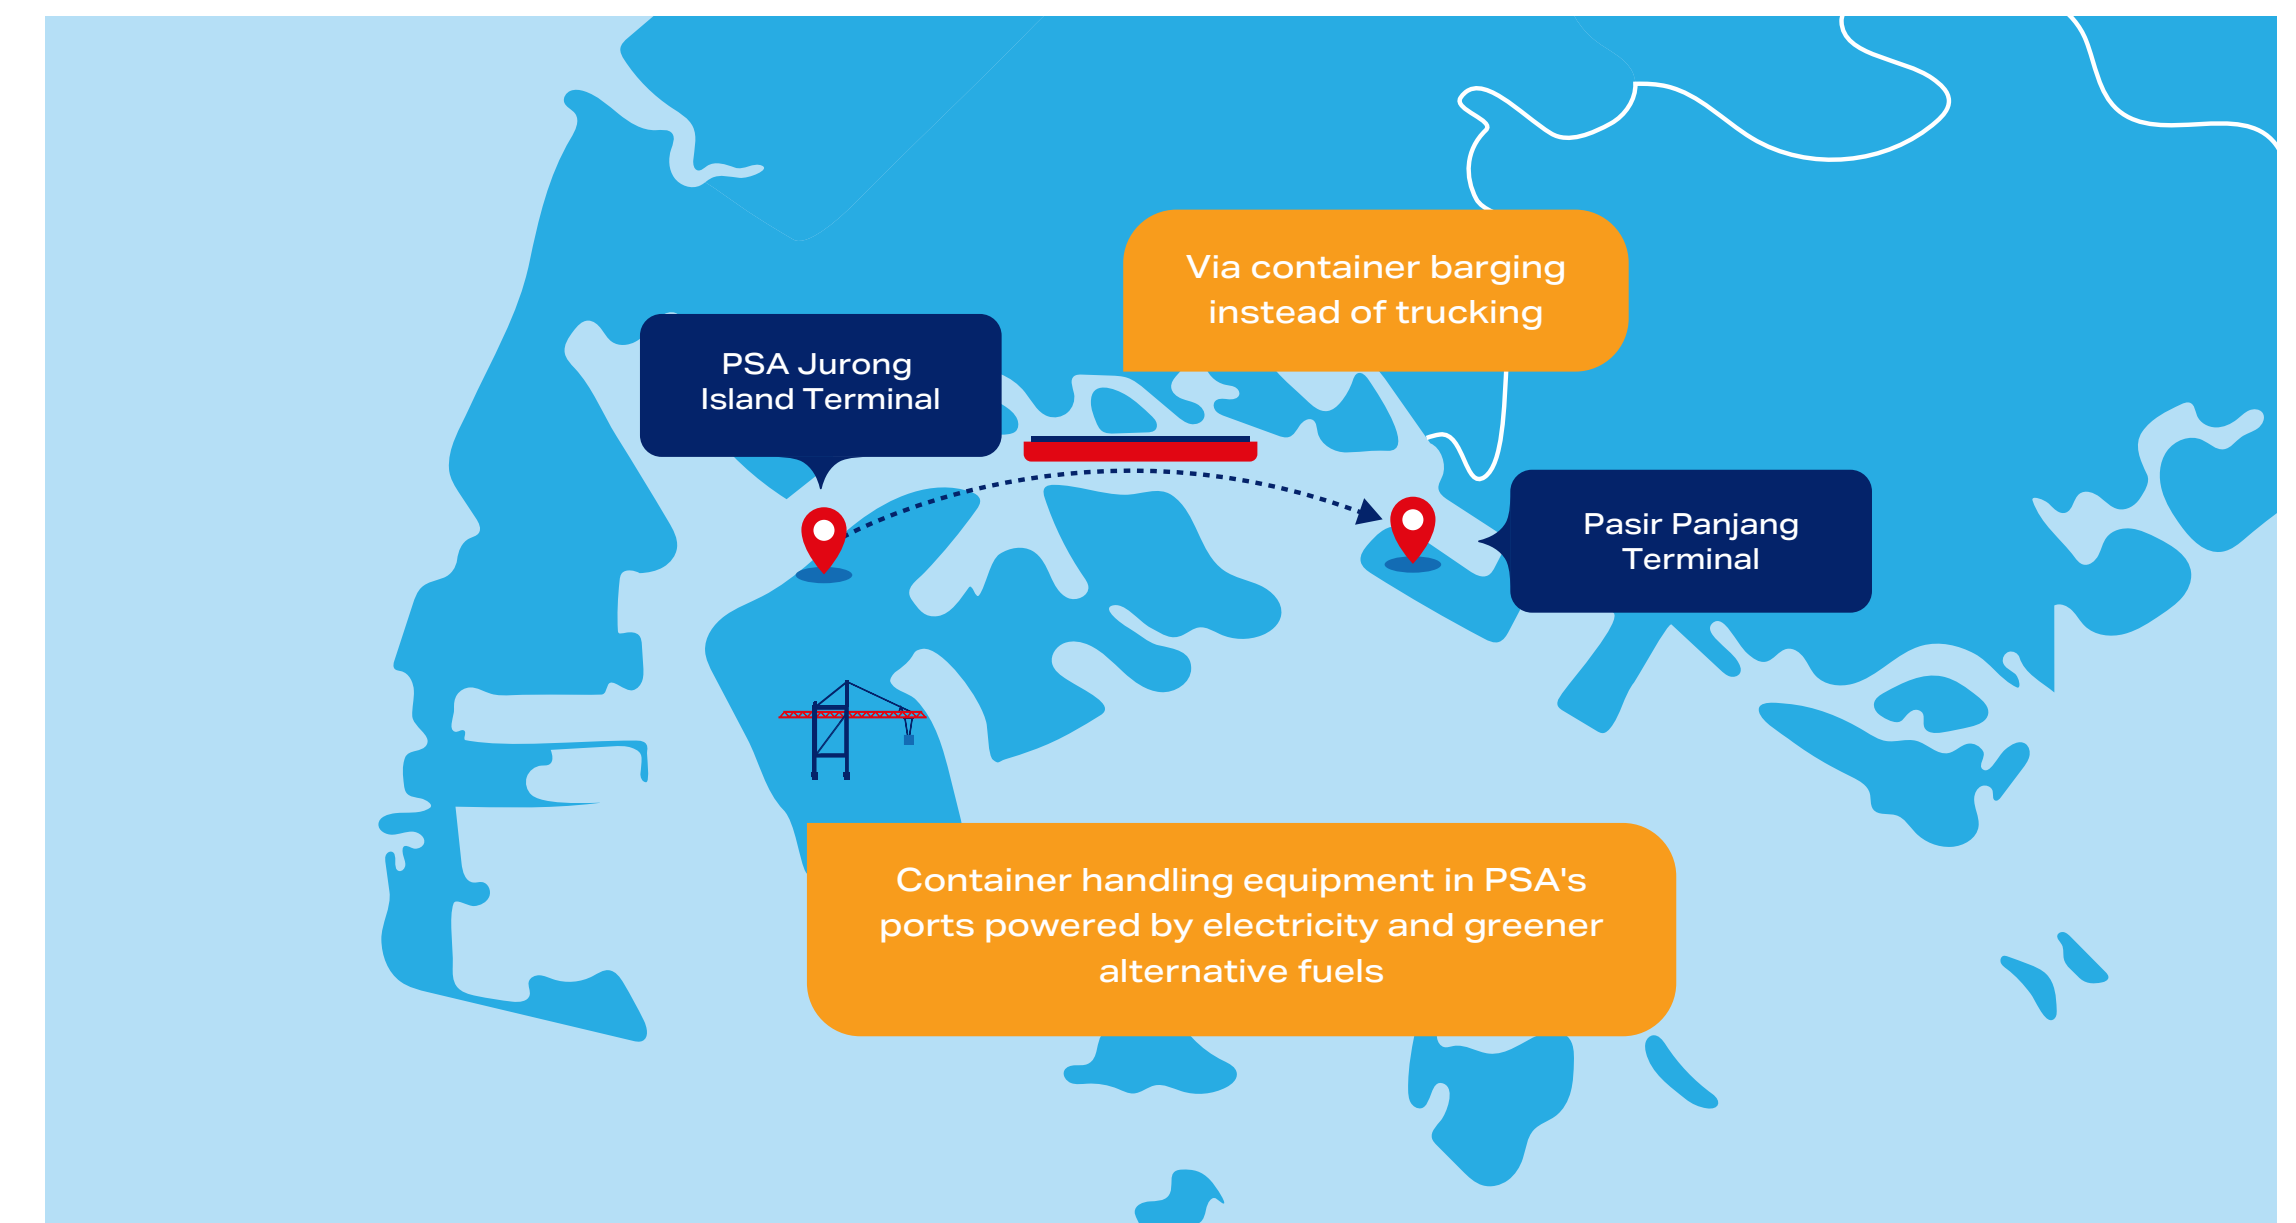 Via container barging
instead of trucking
PSA Jurong
Island Terminal
Pasir Panjang
Terminal
Container handling equipment in PSA's
ports powered by electricity and greener
alternative fuels